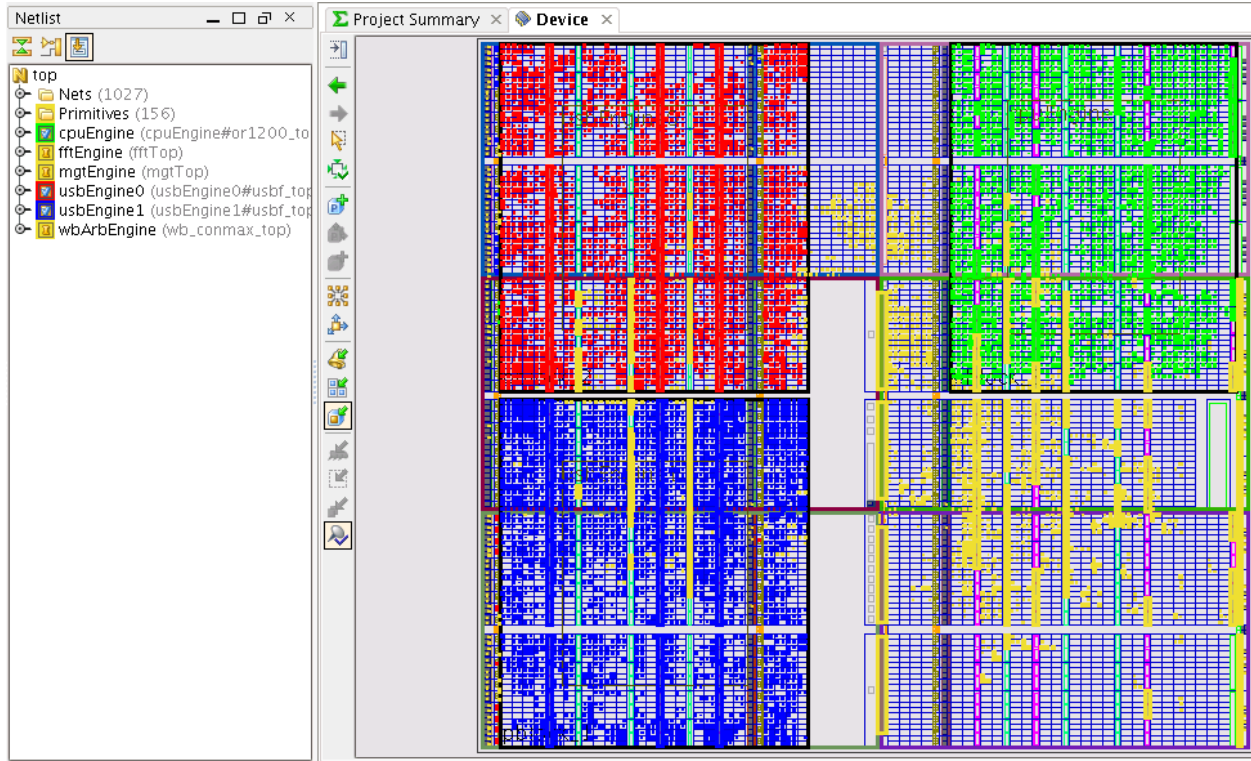 Netlist
Project Summary
Device
top
Nets (1027)
Primitives (156)
cpuEngine (cpuEngine#or1200_to
fftEngine (fftTop)
mgtEngine (mgtTop)
usbEngine0 (usbEngine0#usbf_top
usbEngine1 (usbEngine1#usbf_top
wbArbEngine (wb_conmax_top)